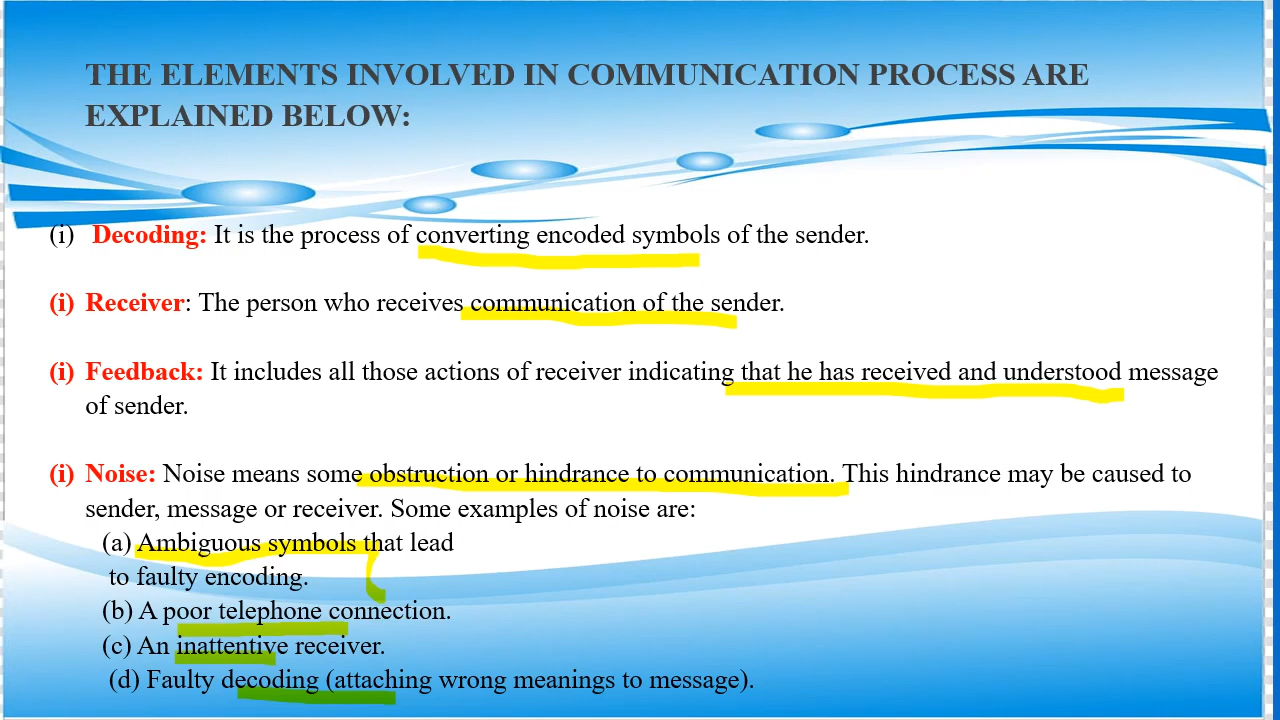 THE ELEMENTS INVOLVED IN COMMUNICATION PROCESS ARE
EXPLAINED BELOW:
(i) Decoding: It is the process of converting encoded symbols of the sender.
(i) Receiver: The person who receives communication of the sender.
(i) Feedback: It includes all those actions of receiver indicating that he has received and understood message
of sender.
(i) Noise: Noise means some obstruction or hindrance to communication. This hindrance may be caused to
sender, message or receiver. Some examples of noise are:
(a) Ambiguous symbols that lead
to faulty encoding.
(b) A poor telephone connection.
(c) An inattentive receiver.
(d) Faulty decoding (attaching wrong meanings to message).